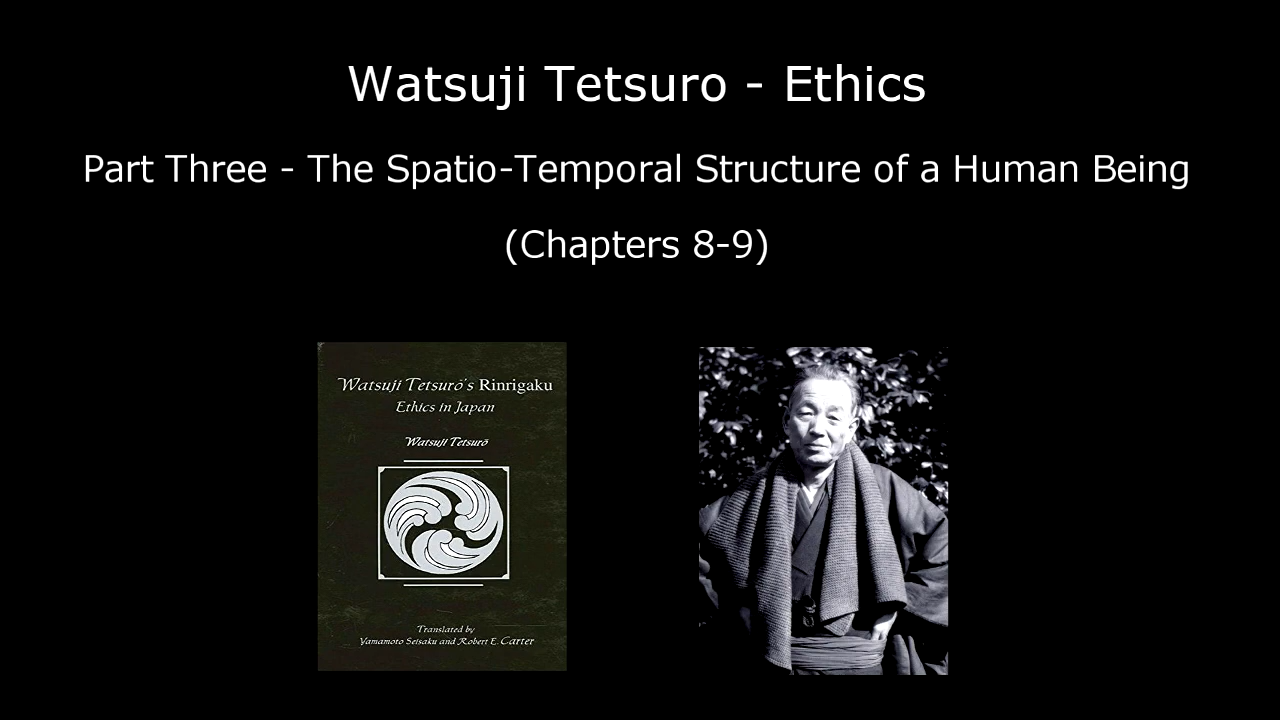 Watsuji Tetsuro - Ethics
Part Three - The Spatio-Temporal Structure of a Human Being
(Chapters 8-9)
Watsuji Tetsurō's Rinrigaku
Ethics in Japan
Watsuji Tetsurō
Translated by
Yamamoto Seisaku and Robert E. Carter